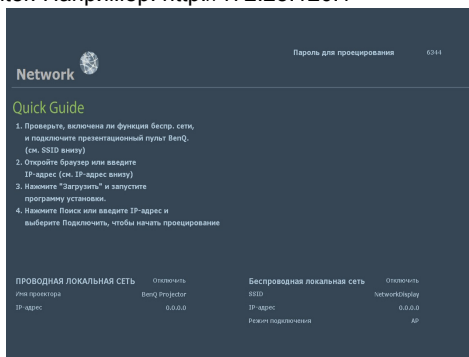 Пароль для проецирования 6344
Network
Quick Guide
1. Проверьте, включена ли функция беспр. сети,
и подключите презентационный пульт BenQ.
(см. SSID внизу)
2. Откройте браузер или введите
IP-адрес (см. IP-адрес внизу)
3. Нажмите "Загрузить" и запустите
программу установки.
4. Нажмите Поиск или введите IP-адрес и
выберите Подключить, чтобы начать проецирование
ПРОВОДНАЯ ЛОКАЛЬНАЯ СЕТЬ Отключить
Имя проектора BenQ Projector
IP-адрес 0.0.0.0
Беспроводная локальная сеть Отключить
SSID NetworkDisplay
IP-адрес 0.0.0.0
Режим подключения AP